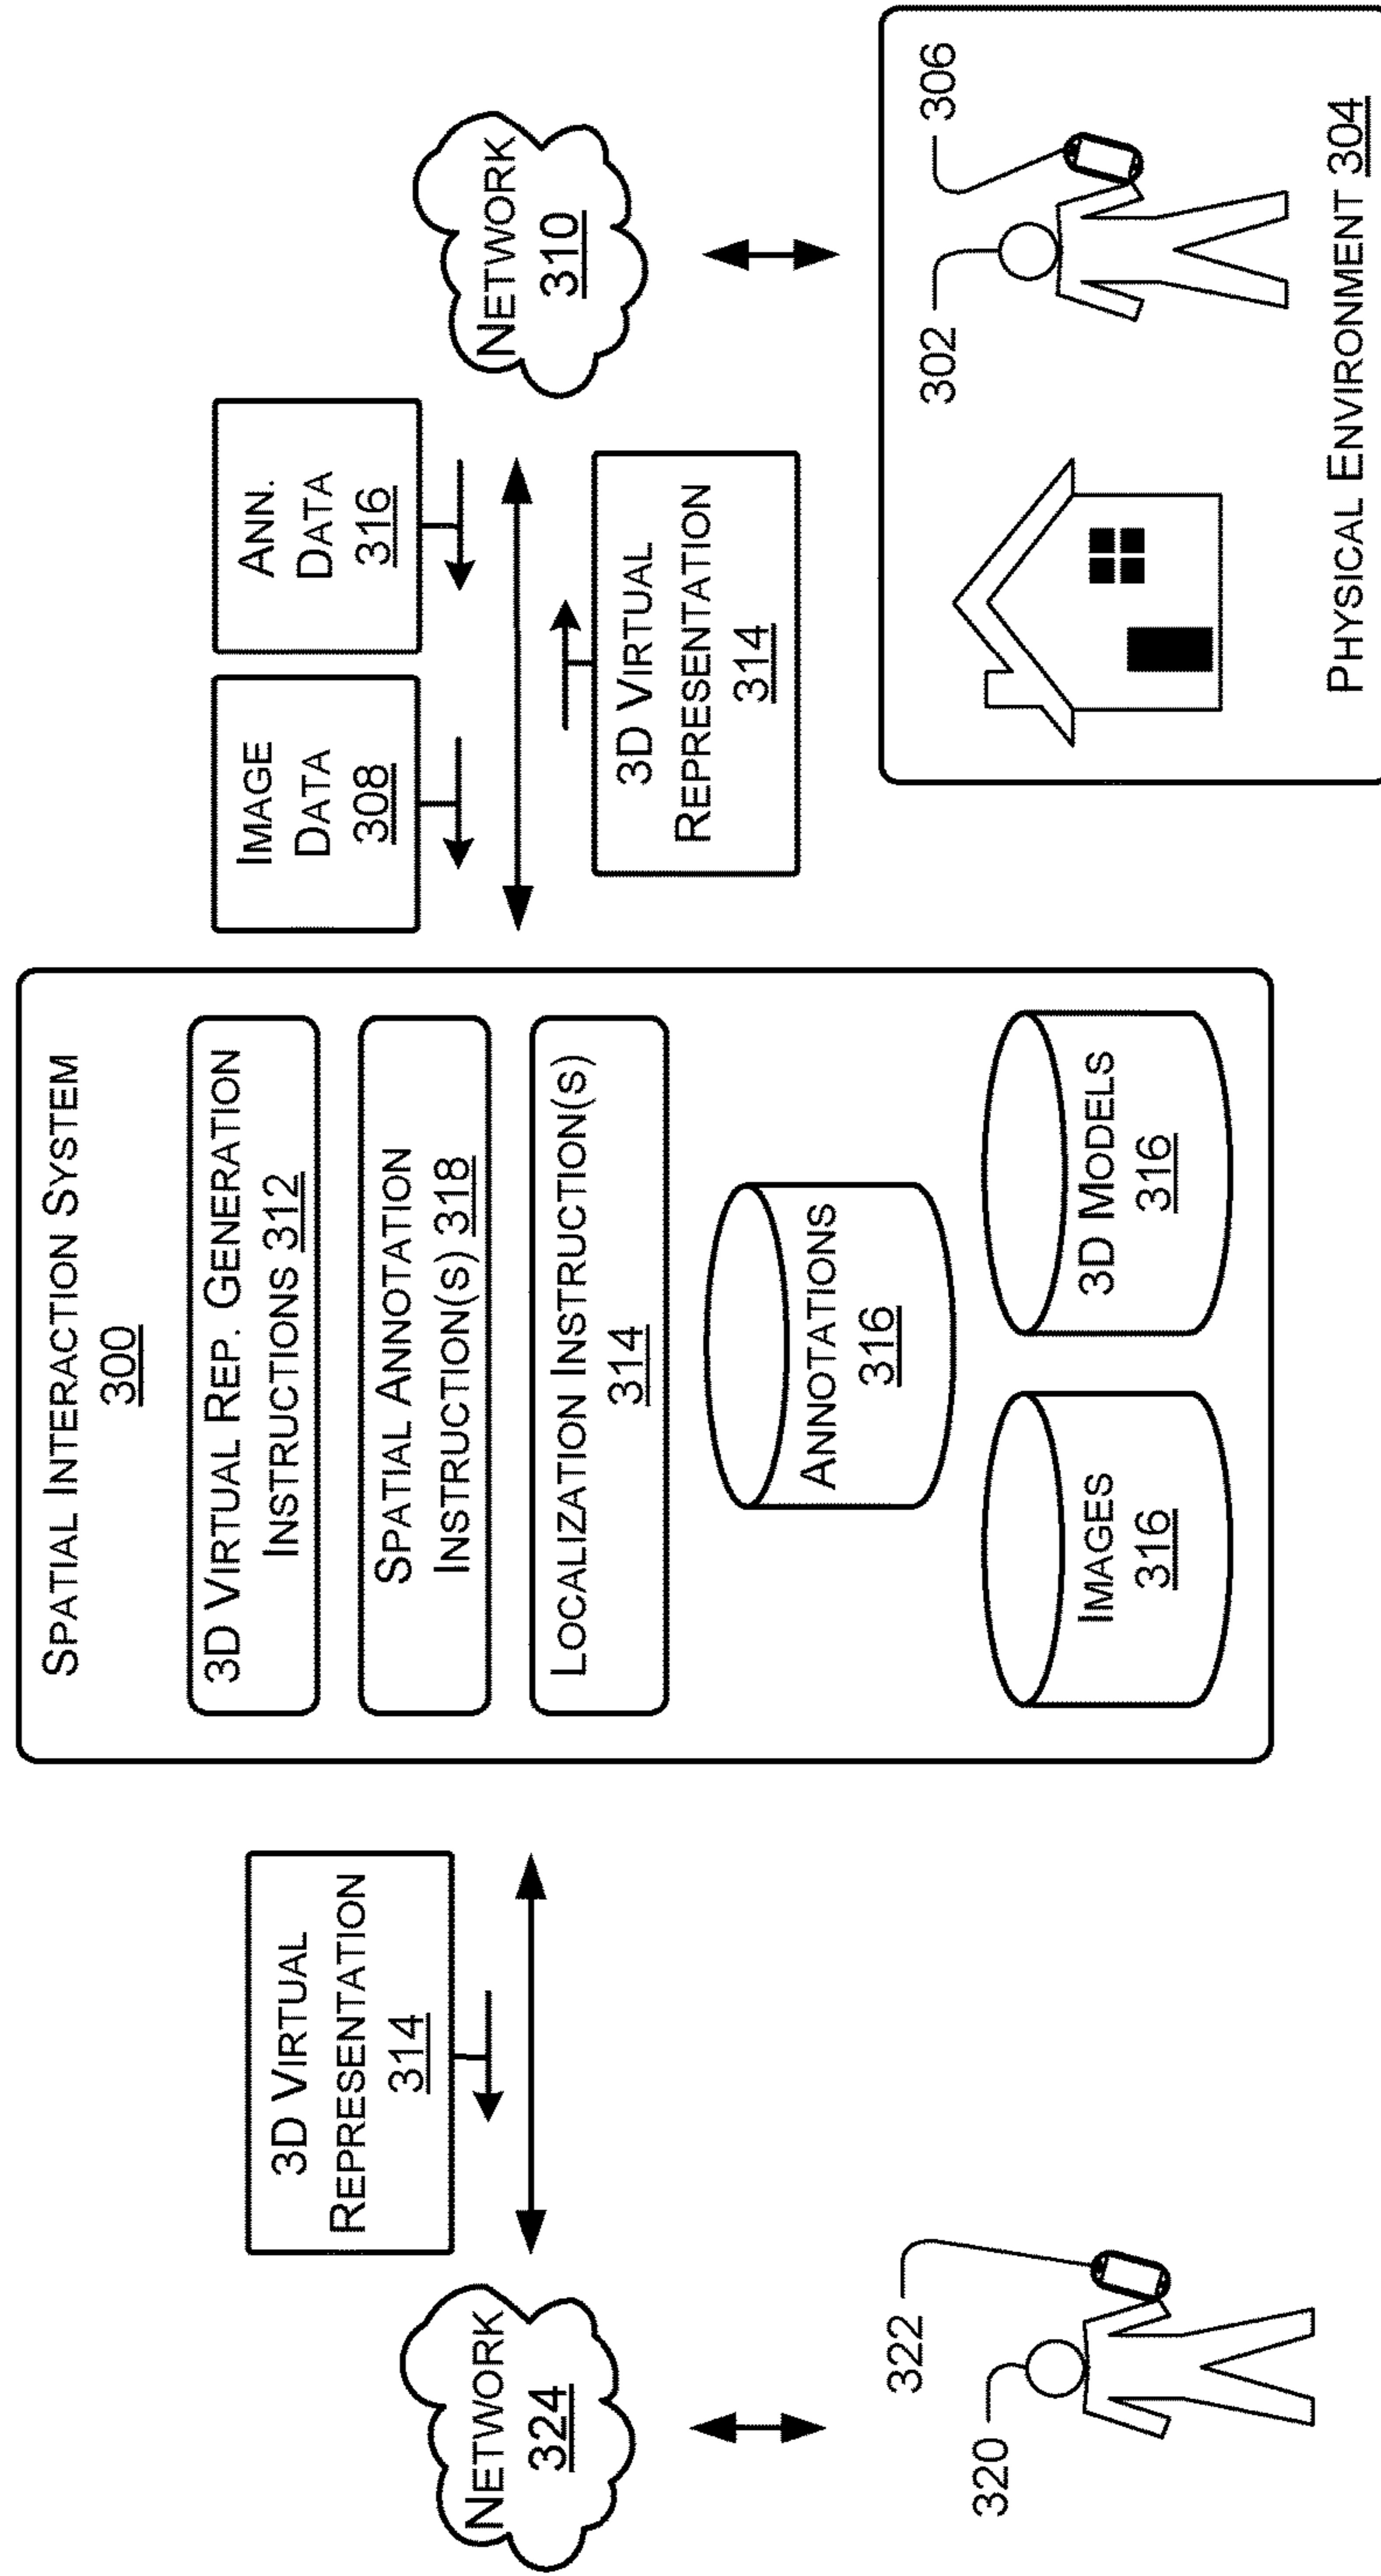 3D VIRTUAL
REPRESENTATION
314
NETWORK
324
320
322
SPATIAL INTERACTION SYSTEM
300
3D VIRTUAL REP. GENERATION
INSTRUCTIONS 312
SPATIAL ANNOTATION
INSTRUCTION(S) 318
LOCALIZATION INSTRUCTION(S)
314
ANNOTATIONS
316
IMAGES
316
3D MODELS
316
IMAGE
DATA
308
ANN.
DATA
316
3D VIRTUAL
REPRESENTATION
314
NETWORK
310
302
306
PHYSICAL ENVIRONMENT 304